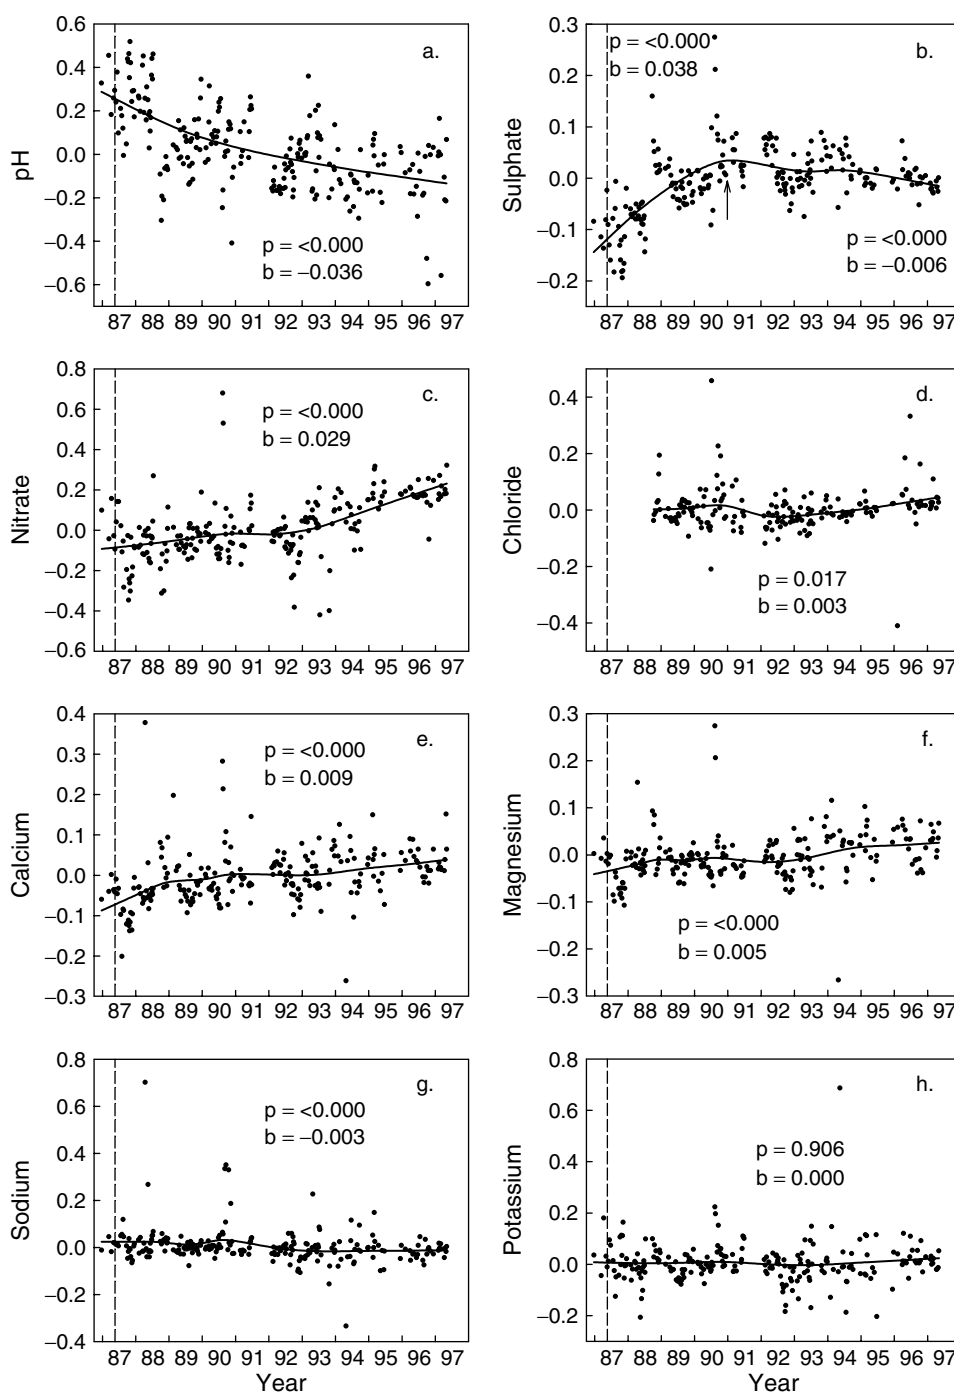 0.6
0.4
0.2
0.0
−0.2
−0.4
−0.6
pH
a.
p = <0.000
b = −0.036
87 88 89 90 91 92 93 94 95 96 97
0.3
0.2
0.1
0.0
−0.1
−0.2
Sulphate
p = <0.000
b = 0.038
b.
p = <0.000
b = −0.006
87 88 89 90 91 92 93 94 95 96 97
0.8
0.6
0.4
0.2
0.0
−0.2
−0.4
−0.6
Nitrate
c.
p = <0.000
b = 0.029
87 88 89 90 91 92 93 94 95 96 97
0.4
0.2
0.0
−0.2
−0.4
Chloride
d.
p = 0.017
b = 0.003
87 88 89 90 91 92 93 94 95 96 97
0.4
0.3
0.2
0.1
0.0
−0.1
−0.2
−0.3
Calcium
e.
p = <0.000
b = 0.009
87 88 89 90 91 92 93 94 95 96 97
0.3
0.2
0.1
0.0
−0.1
−0.2
−0.3
Magnesium
f.
p = <0.000
b = 0.005
87 88 89 90 91 92 93 94 95 96 97
0.8
0.6
0.4
0.2
0.0
−0.2
−0.4
Sodium
g.
p = <0.000
b = −0.003
87 88 89 90 91 92 93 94 95 96 97
Year
0.8
0.6
0.4
0.2
0.0
−0.2
Potassium
h.
p = 0.906
b = 0.000
87 88 89 90 91 92 93 94 95 96 97
Year